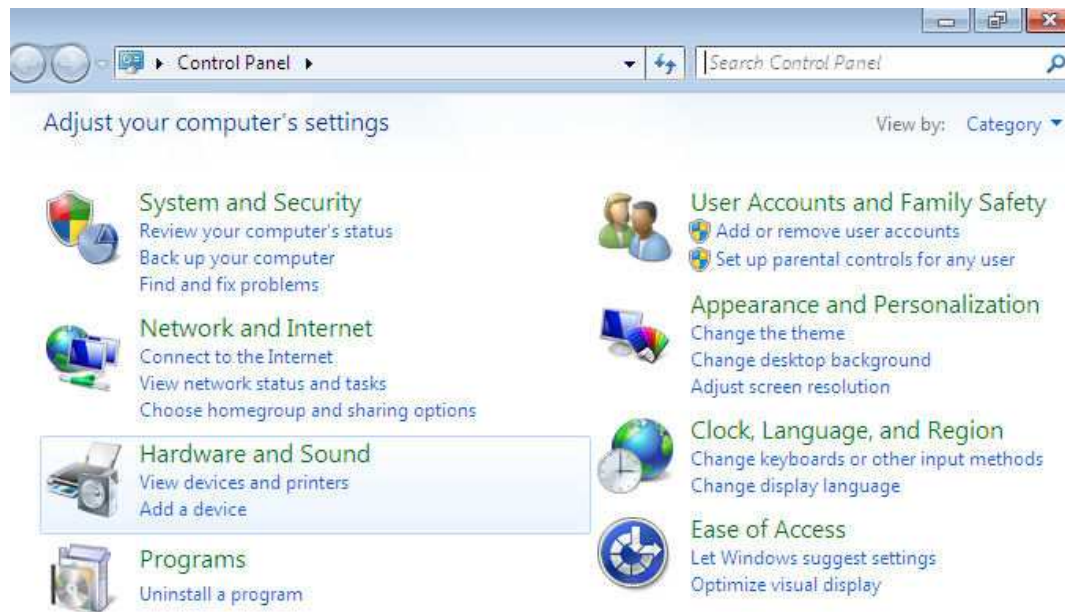 Control Panel
Search Control Panel
Adjust your computer's settings
View by: Category
System and Security
Review your computer's status
Back up your computer
Find and fix problems
Network and Internet
Connect to the Internet
View network status and tasks
Choose homegroup and sharing options
Hardware and Sound
View devices and printers
Add a device
Programs
Uninstall a program
User Accounts and Family Safety
Add or remove user accounts
Set up parental controls for any user
Appearance and Personalization
Change the theme
Change desktop background
Adjust screen resolution
Clock, Language, and Region
Change keyboards or other input methods
Change display language
Ease of Access
Let Windows suggest settings
Optimize visual display